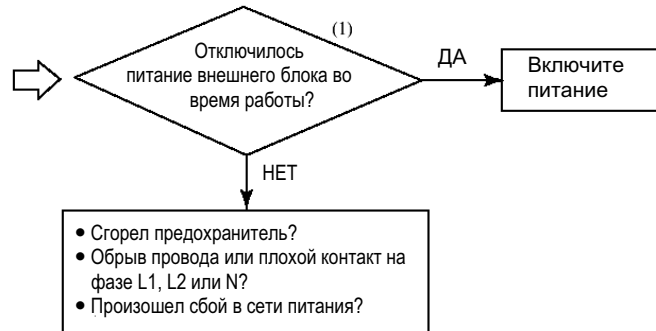 (1)
Отключилось
питание внешнего блока во
время работы?
ДА
Включите
питание
НЕТ
• Сгорел предохранитель?
• Обрыв провода или плохой контакт на
фазе L1, L2 или N?
• Произошел сбой в сети питания?